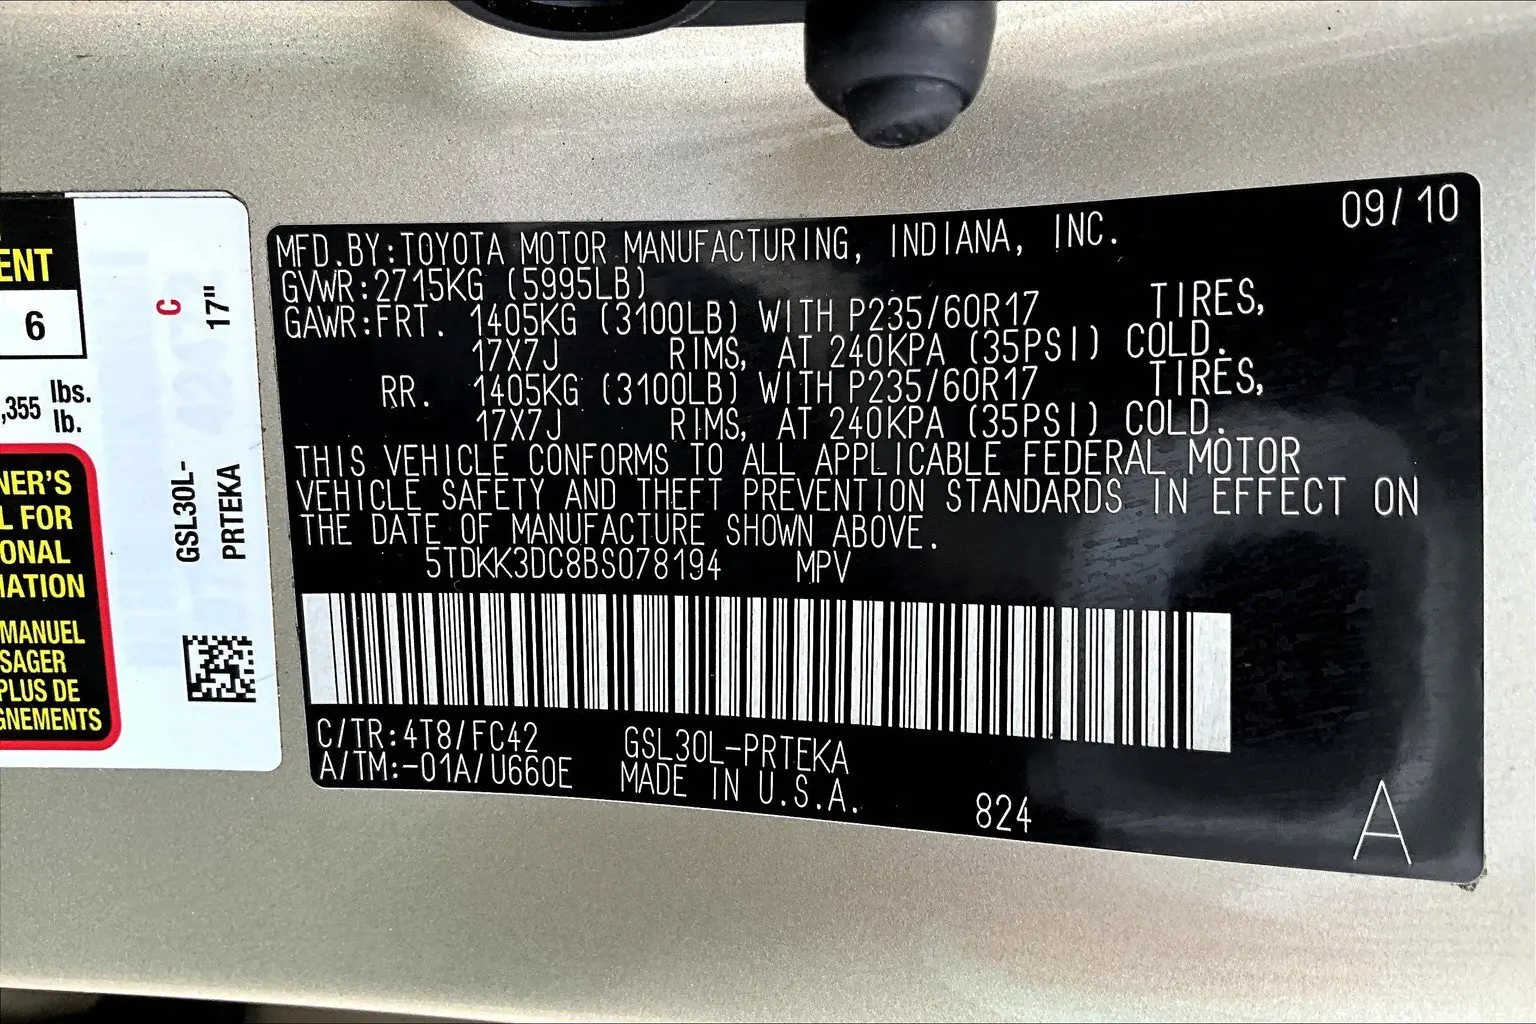 ENT
6
,355 lbs.
lb.
NER'S
L FOR
ONAL
MATION
MANUEL
SAGER
PLUS DE
GNEMENTS
C
17"
GSL30L-
PRTEKA
09/10
MFD.BY:TOYOTA MOTOR MANUFACTURING, INDIANA, INC.
GVWR:2715KG (5995LB)
GAWR:FRT. 1405KG (3100LB) WITH P235/60R17 TIRES,
17X7J RIMS, AT 240KPA (35PSI) COLD.
RR. 1405KG (3100LB) WITH P235/60R17 TIRES,
17X7J RIMS, AT 240KPA (35PSI) COLD.
THIS VEHICLE CONFORMS TO ALL APPLICABLE FEDERAL MOTOR
VEHICLE SAFETY AND THEFT PREVENTION STANDARDS IN EFFECT ON
THE DATE OF MANUFACTURE SHOWN ABOVE.
5TDKK3DC8BS078194 MPV
C/TR:4T8/FC42 GSL30L-PRTEKA
A/TM:-01A/U660E MADE IN U.S.A.
824
A